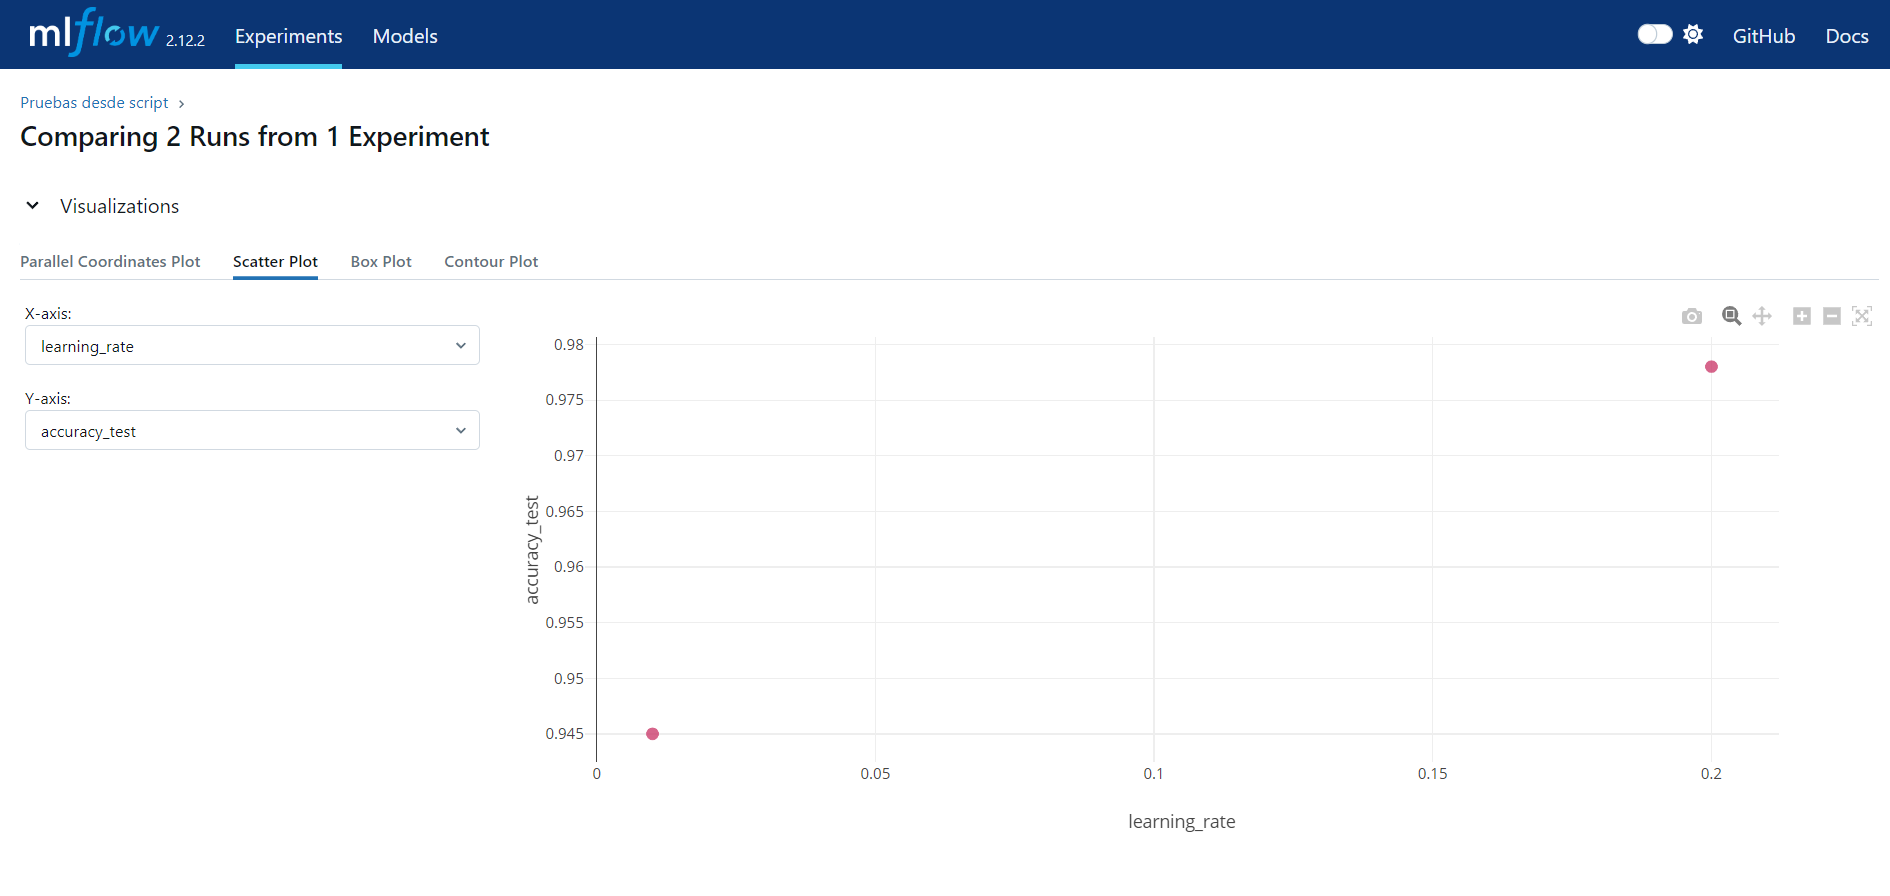 mlflow 2.12.2 Experiments Models GitHub Docs
Pruebas desde script
Comparing 2 Runs from 1 Experiment
Visualizations
Parallel Coordinates Plot Scatter Plot Box Plot Contour Plot
X-axis:
learning_rate
Y-axis:
accuracy_test
0.98
0.975
0.97
0.965
0.96
0.955
0.95
0.945
accuracy_test
0 0.05 0.1 0.15 0.2
learning_rate